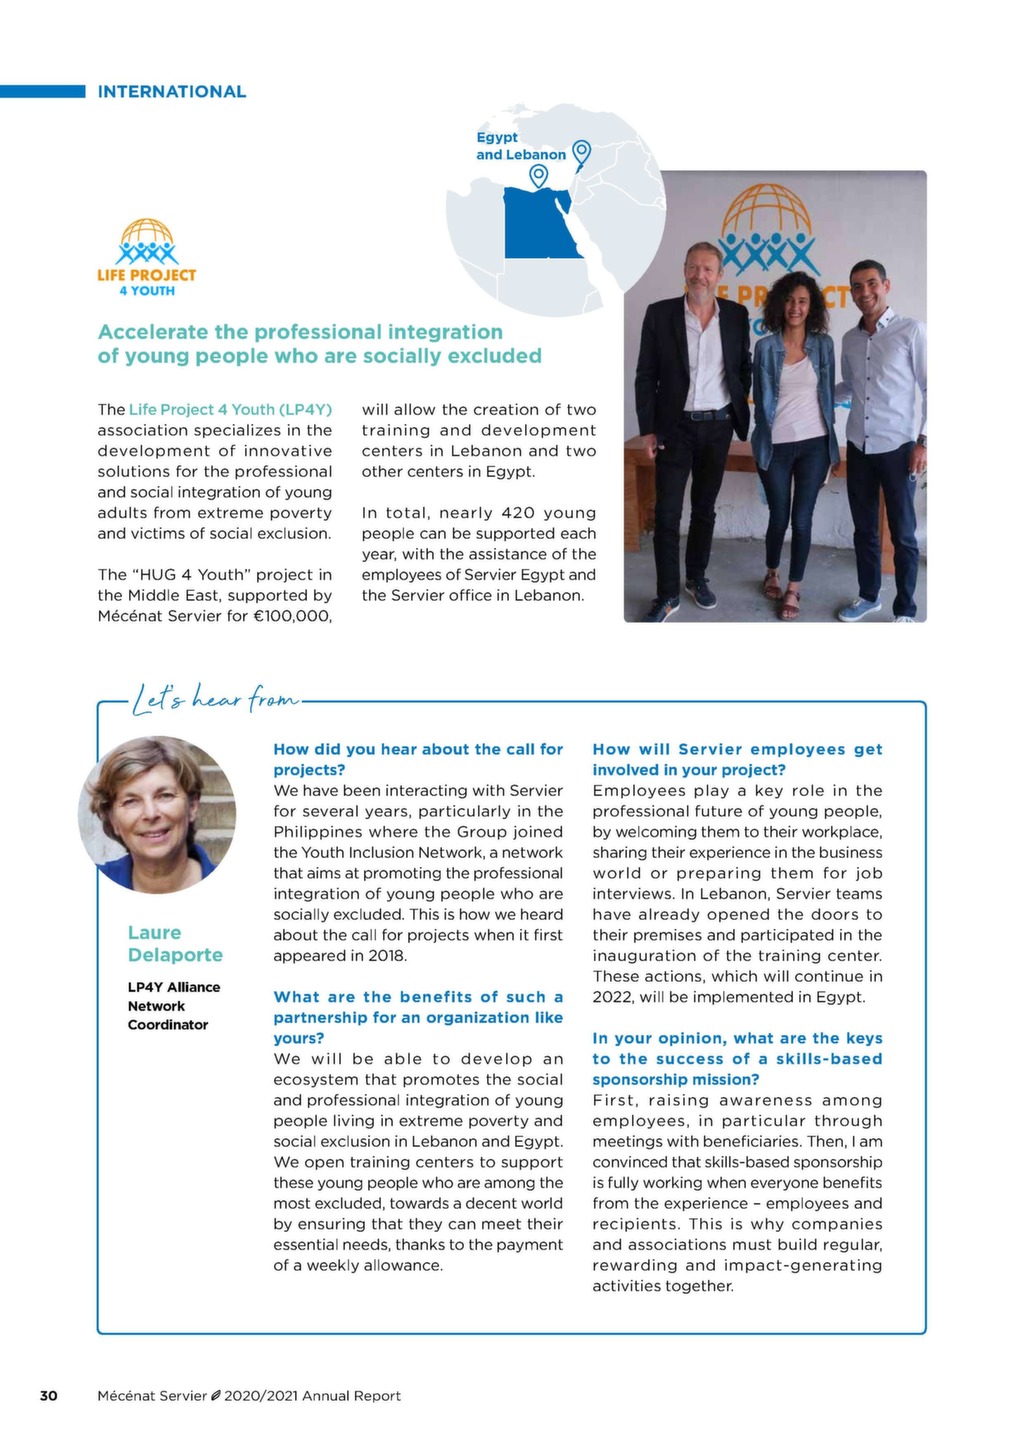 INTERNATIONAL
Egypt
and Lebanon
LIFE PROJECT
4 YOUTH
Accelerate the professional integration
of young people who are socially excluded
The Life Project 4 Youth (LP4Y)
association specializes in the
development of innovative
solutions for the professional
and social integration of young
adults from extreme poverty
and victims of social exclusion.
The “HUG 4 Youth” project in
the Middle East, supported by
Mécénat Servier for €100,000,
will allow the creation of two
training and development
centers in Lebanon and two
other centers in Egypt.
In total, nearly 420 young
people can be supported each
year, with the assistance of the
employees of Servier Egypt and
the Servier office in Lebanon.
Let's hear from
Laure
Delaporte
LP4Y Alliance
Network
Coordinator
How did you hear about the call for
projects?
We have been interacting with Servier
for several years, particularly in the
Philippines where the Group joined
the Youth Inclusion Network, a network
that aims at promoting the professional
integration of young people who are
socially excluded. This is how we heard
about the call for projects when it first
appeared in 2018.
What are the benefits of such a
partnership for an organization like
yours?
We will be able to develop an
ecosystem that promotes the social
and professional integration of young
people living in extreme poverty and
social exclusion in Lebanon and Egypt.
We open training centers to support
these young people who are among the
most excluded, towards a decent world
by ensuring that they can meet their
essential needs, thanks to the payment
of a weekly allowance.
How will Servier employees get
involved in your project?
Employees play a key role in the
professional future of young people,
by welcoming them to their workplace,
sharing their experience in the business
world or preparing them for job
interviews. In Lebanon, Servier teams
have already opened the doors to
their premises and participated in the
inauguration of the training center.
These actions, which will continue in
2022, will be implemented in Egypt.
In your opinion, what are the keys
to the success of a skills-based
sponsorship mission?
First, raising awareness among
employees, in particular through
meetings with beneficiaries. Then, I am
convinced that skills-based sponsorship
is fully working when everyone benefits
from the experience – employees and
recipients. This is why companies
and associations must build regular,
rewarding and impact-generating
activities together.
30 Mécénat Servier 2020/2021 Annual Report